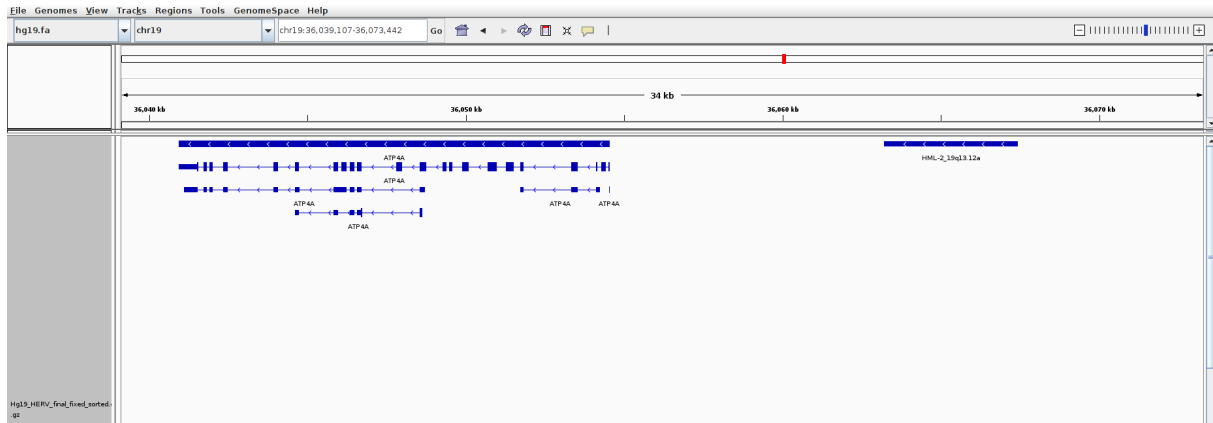 File Genomes View Tracks Regions Tools GenomeSpace Help
hg19.fa chr19 chr19:36,039,107-36,073,442 Go
34 kb
36,040 kb 36,050 kb 36,060 kb 36,070 kb
ATP4A HML-2_19q13.12a
ATP4A
ATP4A ATP4A ATP4A
ATP4A
Hg19_HERV_final_fixed_sorted.
.gz